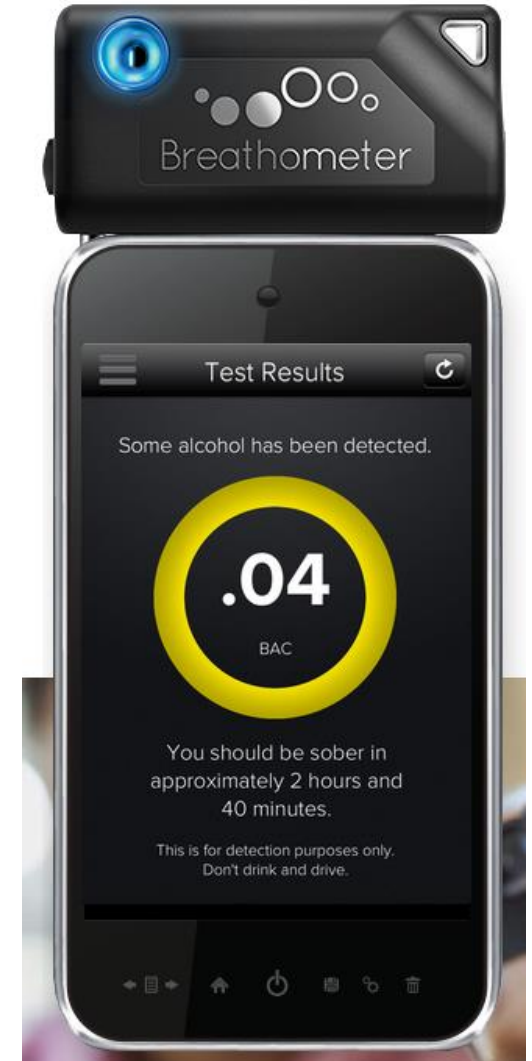 Breathometer
Test Results
Some alcohol has been detected.
.04
BAC
You should be sober in
approximately 2 hours and
40 minutes.
This is for detection purposes only.
Don't drink and drive.